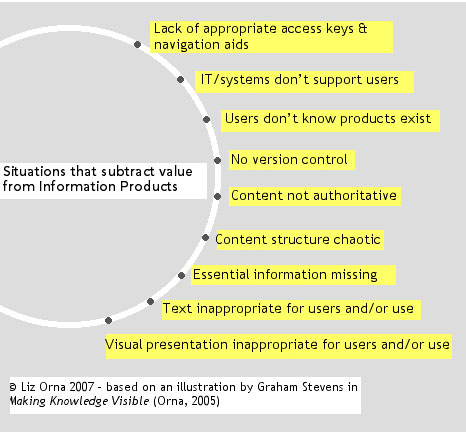 Lack of appropriate access keys &
navigation aids
IT/systems don't support users
Users don't know products exist
No version control
Situations that subtract value
from Information Products
Content not authoritative
Content structure chaotic
Essential information missing
Text inappropriate for users and/or use
Visual presentation inappropriate for users and/or use
© Liz Orna 2007 - based on an illustration by Graham Stevens in
Making Knowledge Visible (Orna, 2005)